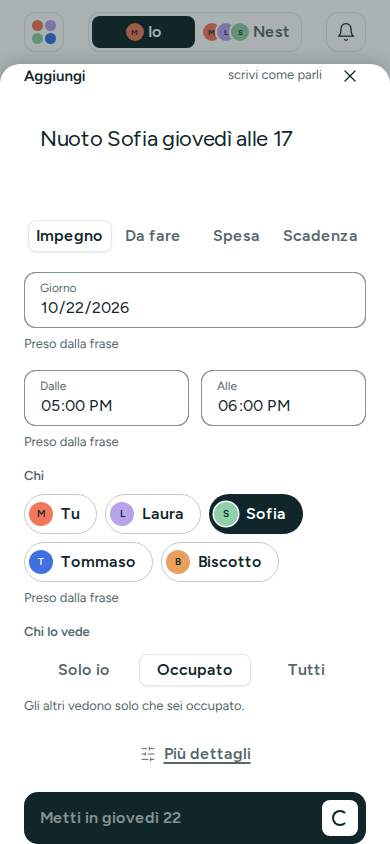 M Io M L S Nest
Aggiungi scrivi come parli
Nuoto Sofia giovedì alle 17
Impegno Da fare Spesa Scadenza
Giorno
10/22/2026
Preso dalla frase
Dalle Alle
05:00 PM 06:00 PM
Preso dalla frase
Chi
M Tu L Laura S Sofia
T Tommaso B Biscotto
Preso dalla frase
Chi lo vede
Solo io Occupato Tutti
Gli altri vedono solo che sei occupato.
Più dettagli
Metti in giovedì 22